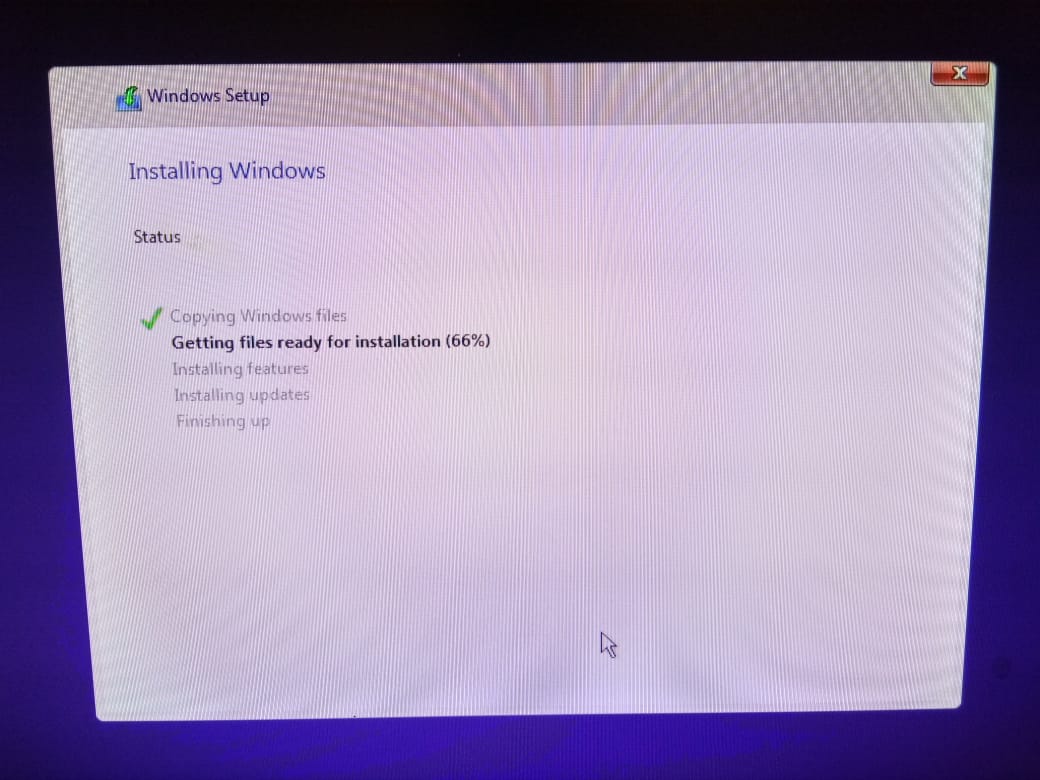 Windows Setup
Installing Windows
Status
Copying Windows files
Getting files ready for installation (66%)
Installing features
Installing updates
Finishing up